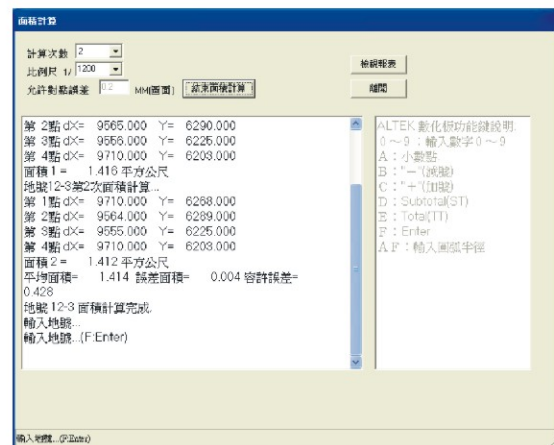 面積計算
計算次數 2
比例尺 1/ 1200
允許對點誤差 0.2 MM(圖面) 結束面積計算
檢視報表
離開
第 2點 dX= 9565.000 Y= 6290.000
第 3點 dX= 9556.000 Y= 6225.000
第 4點 dX= 9710.000 Y= 6203.000
面積 1 = 1.416 平方公尺
地號12-3第2次面積計算...
第 1點 dX= 9710.000 Y= 6268.000
第 2點 dX= 9564.000 Y= 6289.000
第 3點 dX= 9555.000 Y= 6225.000
第 4點 dX= 9710.000 Y= 6203.000
面積 2 = 1.412 平方公尺
平均面積= 1.414 誤差面積= 0.004 容許誤差=
0.428
地號 12-3 面積計算完成.
輸入地號...
輸入地號...(F:Enter)
ALTEK 數化板功能鍵說明.
0～9：輸入數字0～9
A：小數點
B："－"(減號)
C："+"(加號)
D：Subtotal(ST)
E：Total(TT)
F：Enter
A F：輸入圓弧半徑
輸入地號...(F:Enter)